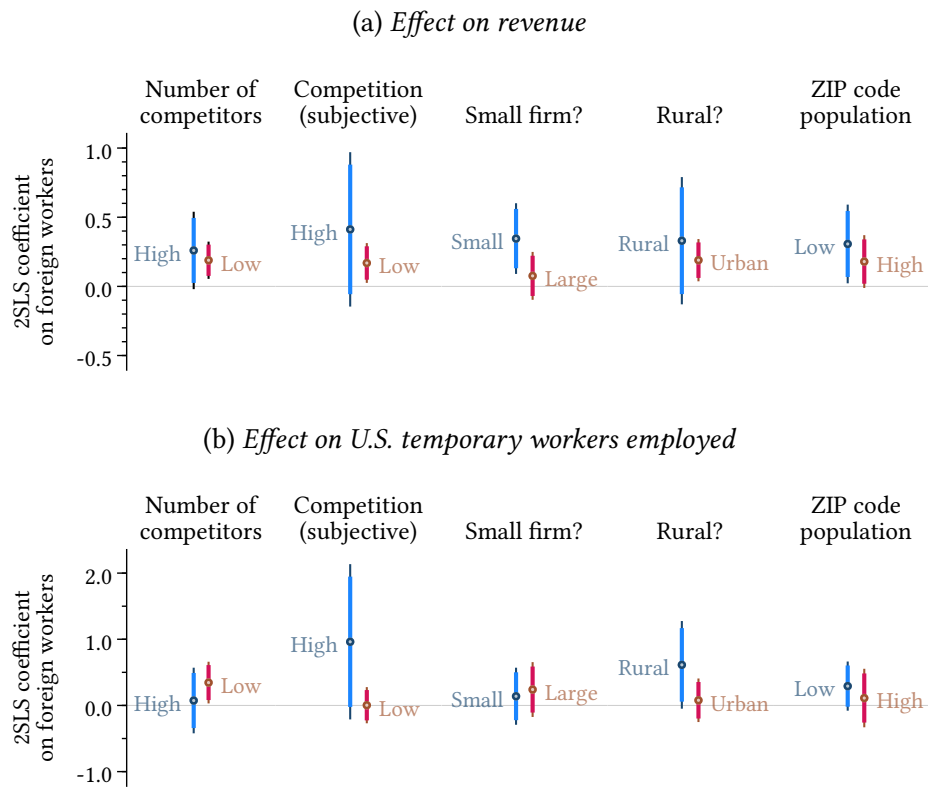 (a) Effect on revenue
Number of
competitors
Competition
(subjective)
Small firm?
Rural?
ZIP code
population
2SLS coefficient
on foreign workers
1.0
0.5
0.0
-0.5
High
Low
High
Low
Small
Large
Rural
Urban
Low
High
(b) Effect on U.S. temporary workers employed
Number of
competitors
Competition
(subjective)
Small firm?
Rural?
ZIP code
population
2SLS coefficient
on foreign workers
2.0
1.0
0.0
-1.0
High
Low
High
Low
Small
Large
Rural
Urban
Low
High